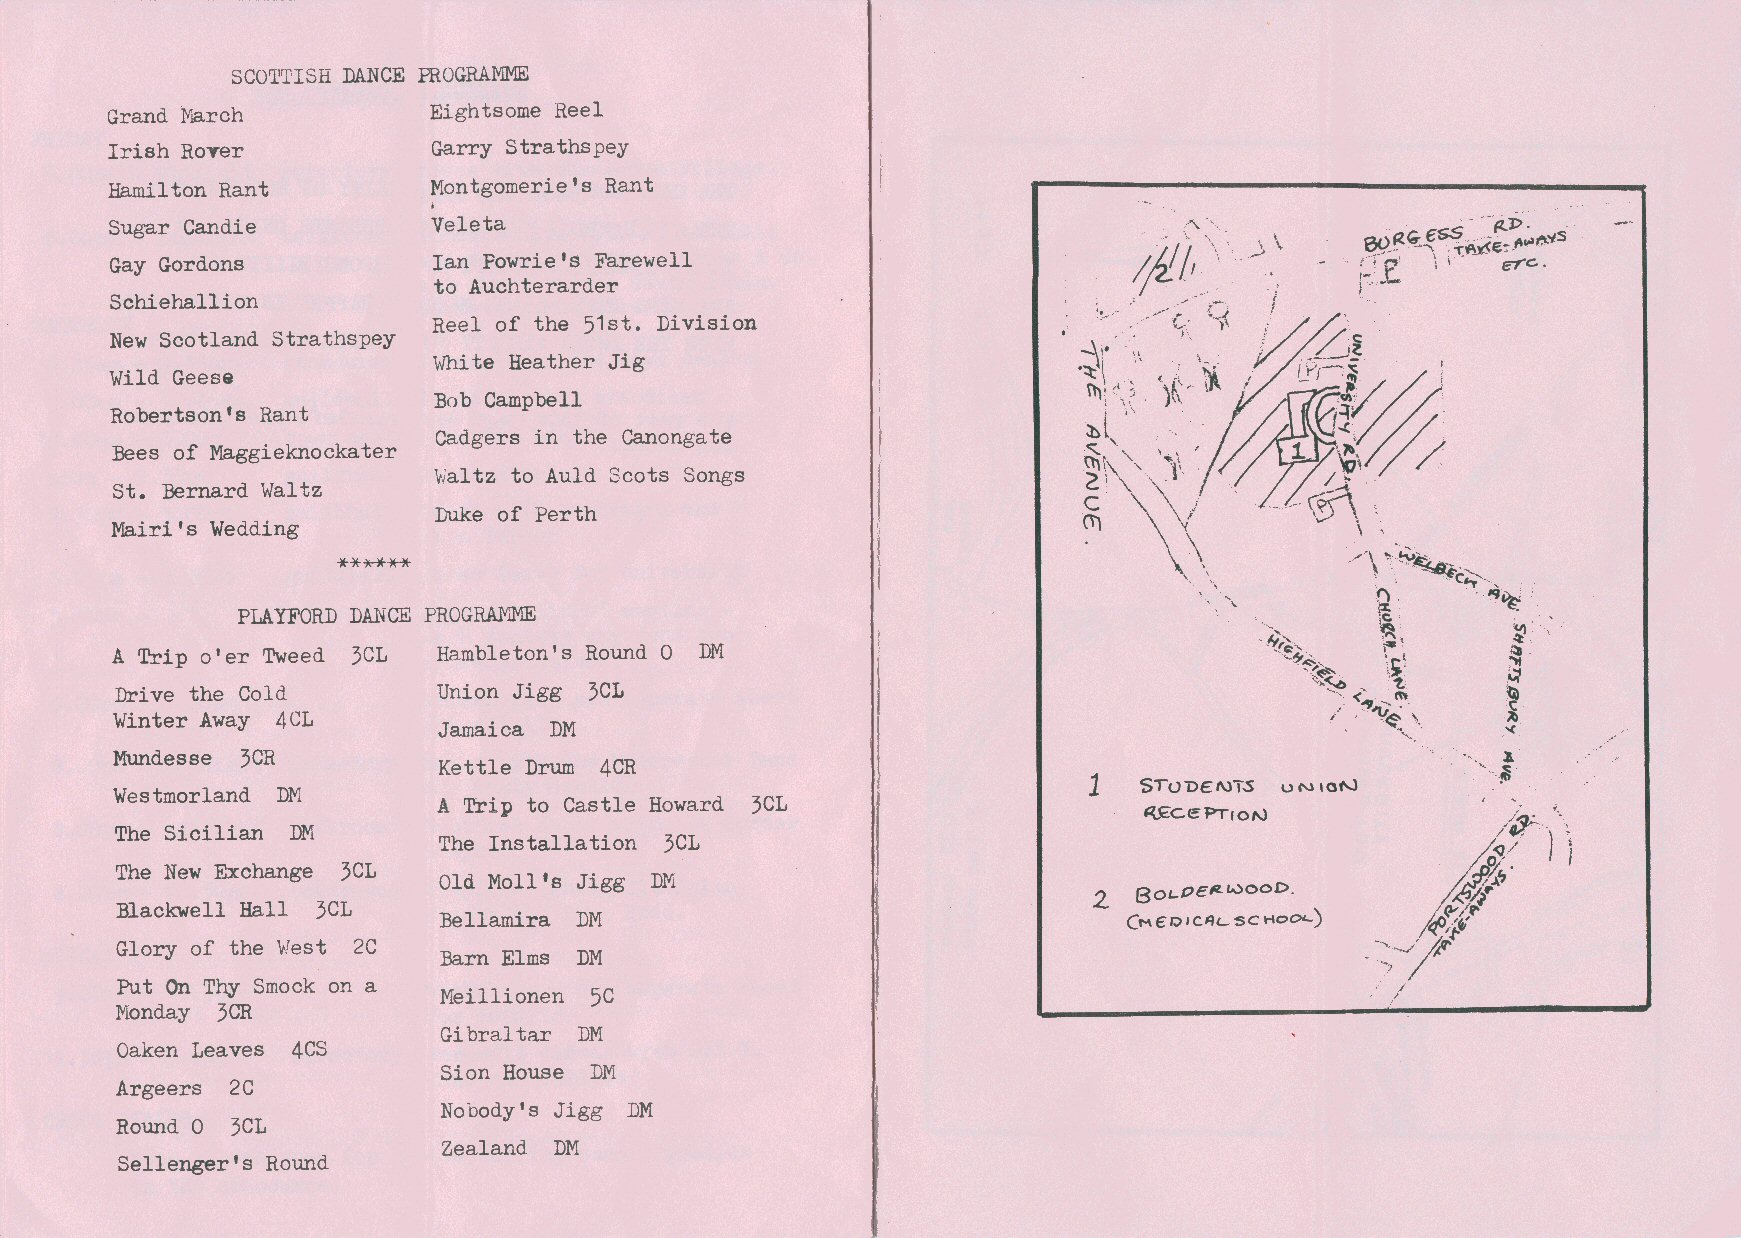 SCOTTISH DANCE PROGRAMME
Grand March
Irish Rover
Hamilton Rant
Sugar Candie
Gay Gordons
Schiehallion
New Scotland Strathspey
Wild Geese
Robertson's Rant
Bees of Maggieknockater
St. Bernard Waltz
Mairi's Wedding
Eightsome Reel
Garry Strathspey
Montgomerie's Rant
Veleta
Ian Powrie's Farewell
to Auchterarder
Reel of the 51st. Division
White Heather Jig
Bob Campbell
Cadgers in the Canongate
Waltz to Auld Scots Songs
Duke of Perth
******
PLAYFORD DANCE PROGRAMME
A Trip o'er Tweed 3CL
Drive the Cold
Winter Away 4CL
Mundesse 3CR
Westmorland DM
The Sicilian DM
The New Exchange 3CL
Blackwell Hall 3CL
Glory of the West 2C
Put On Thy Smock on a
Monday 3CR
Oaken Leaves 4CS
Argeers 2C
Round O 3CL
Sellenger's Round
Hambleton's Round O DM
Union Jigg 3CL
Jamaica DM
Kettle Drum 4CR
A Trip to Castle Howard 3CL
The Installation 3CL
Old Moll's Jigg DM
Bellamira DM
Barn Elms DM
Meillionen 5C
Gibraltar DM
Sion House DM
Nobody's Jigg DM
Zealand DM
BURGESS RD.
TAKE-AWAYS
ETC.
P
2
THE AVENUE.
UNIVERSITY RD.
P
1
P
WELBECK AVE.
CHURCH LANE.
SHAFTSBURY AVE.
HIGHFIELD LANE.
1 STUDENTS UNION
RECEPTION
2 BOLDERWOOD.
(MEDICAL SCHOOL)
PORTSWOOD RD.
TAKE-AWAYS.